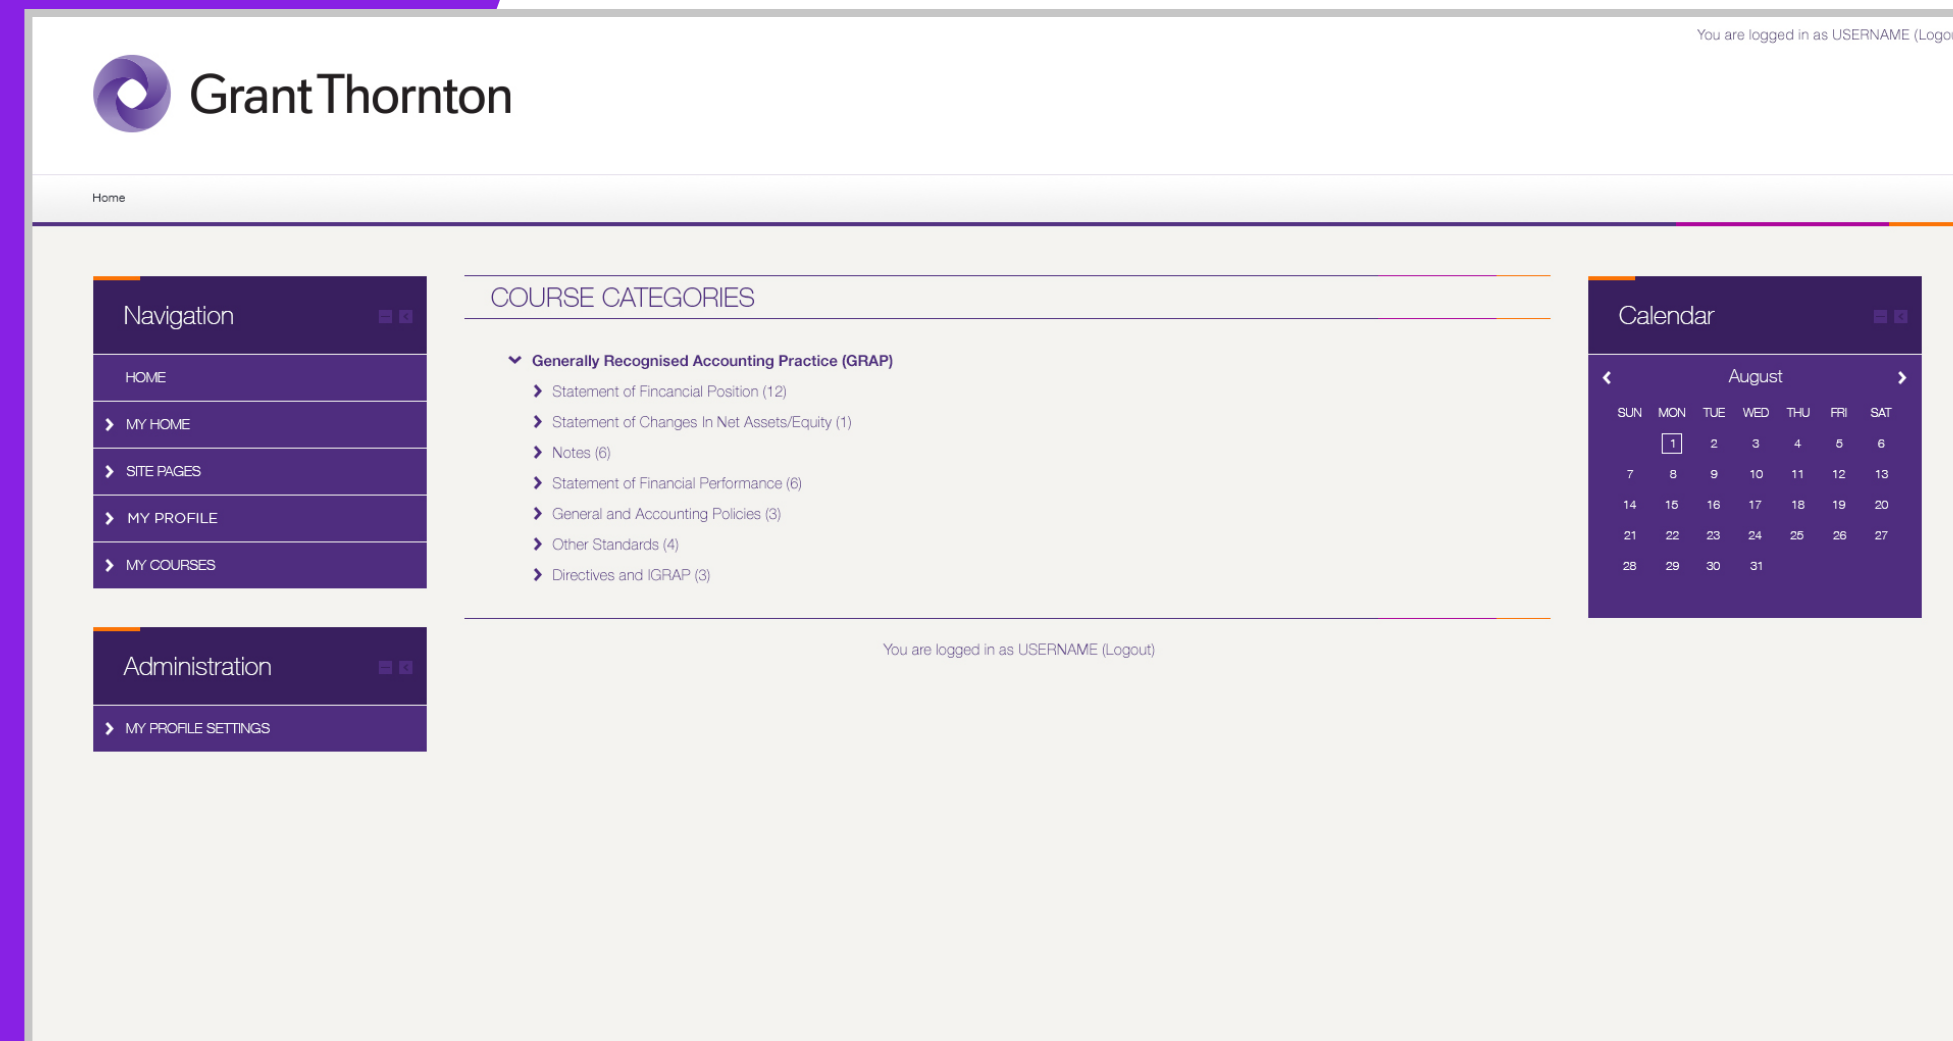 You are logged in as USERNAME (Logou
Grant Thornton
Home
Navigation
HOME
MY HOME
SITE PAGES
MY PROFILE
MY COURSES
Administration
MY PROFILE SETTINGS
COURSE CATEGORIES
Generally Recognised Accounting Practice (GRAP)
Statement of Fincancial Position (12)
Statement of Changes In Net Assets/Equity (1)
Notes (6)
Statement of Financial Performance (6)
General and Accounting Policies (3)
Other Standards (4)
Directives and IGRAP (3)
You are logged in as USERNAME (Logout)
Calendar
August
SUN MON TUE WED THU FRI SAT
1 2 3 4 5 6
7 8 9 10 11 12 13
14 15 16 17 18 19 20
21 22 23 24 25 26 27
28 29 30 31